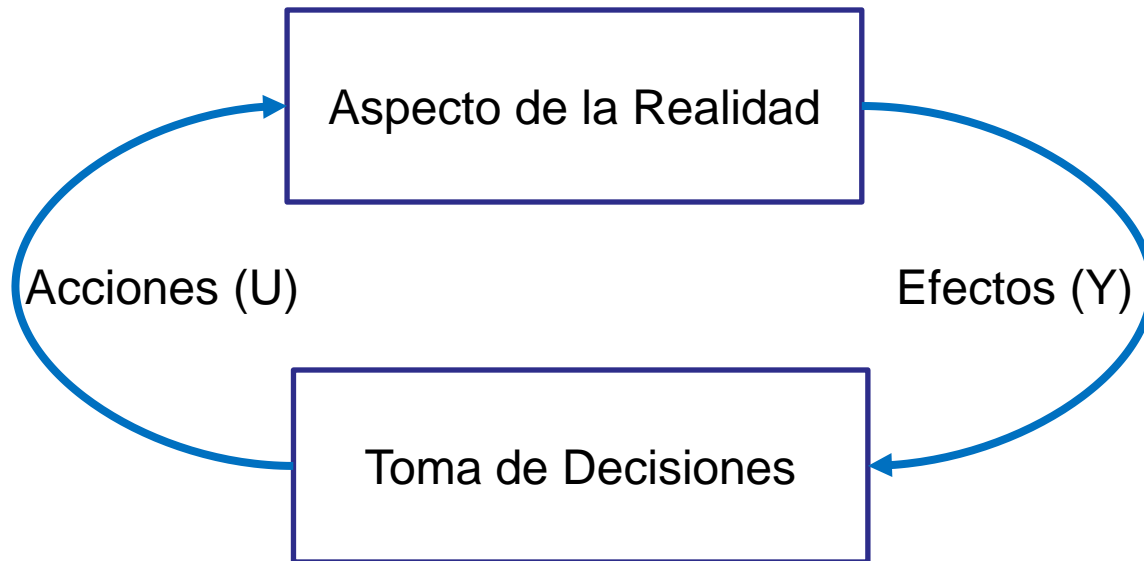 Aspecto de la Realidad
Acciones (U)
Efectos (Y)
Toma de Decisiones